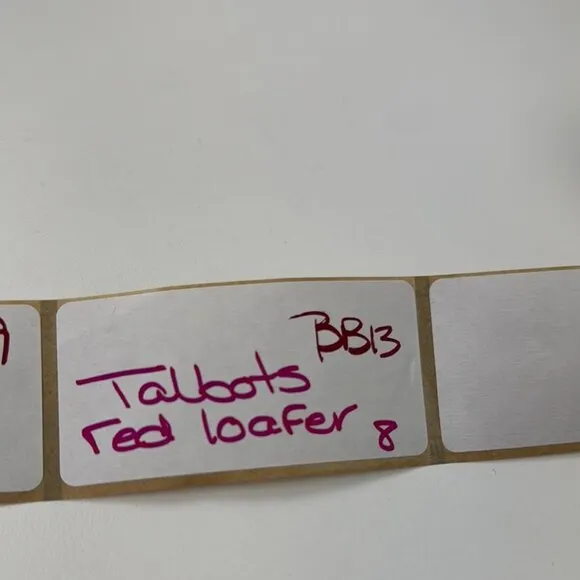 BB13
Talbots
red loafer 8